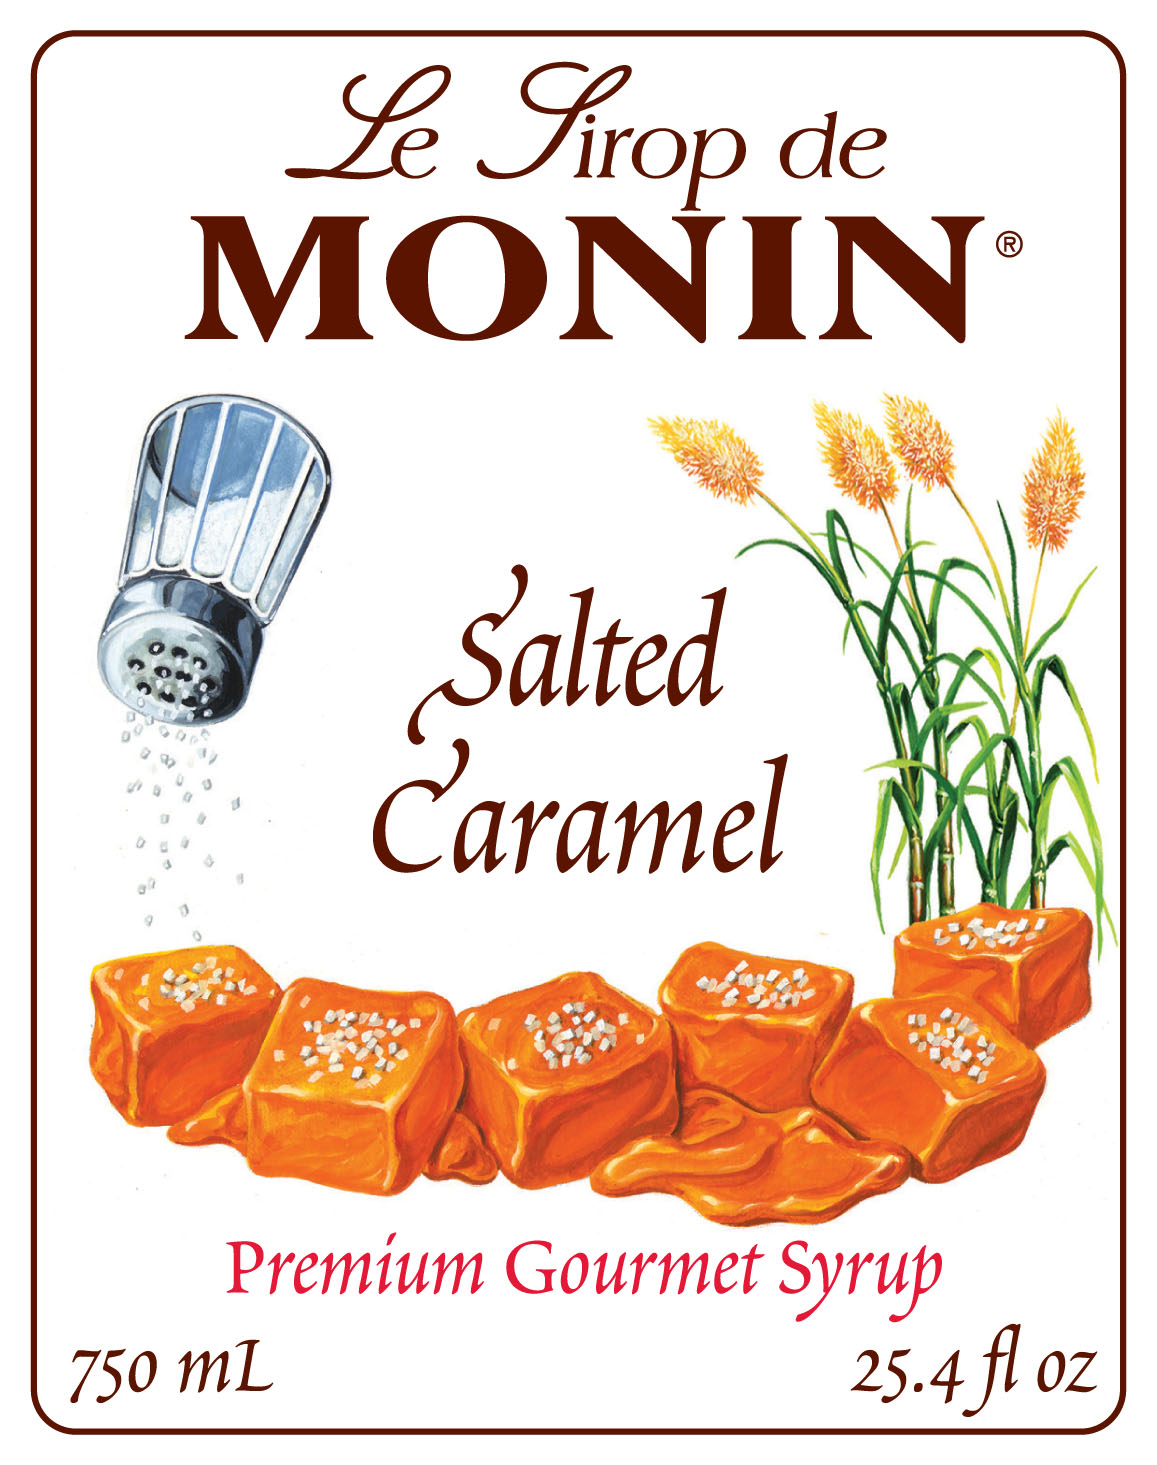 Le Sirop de
MONIN®
Salted
Caramel
Premium Gourmet Syrup
750 mL
25.4 fl oz